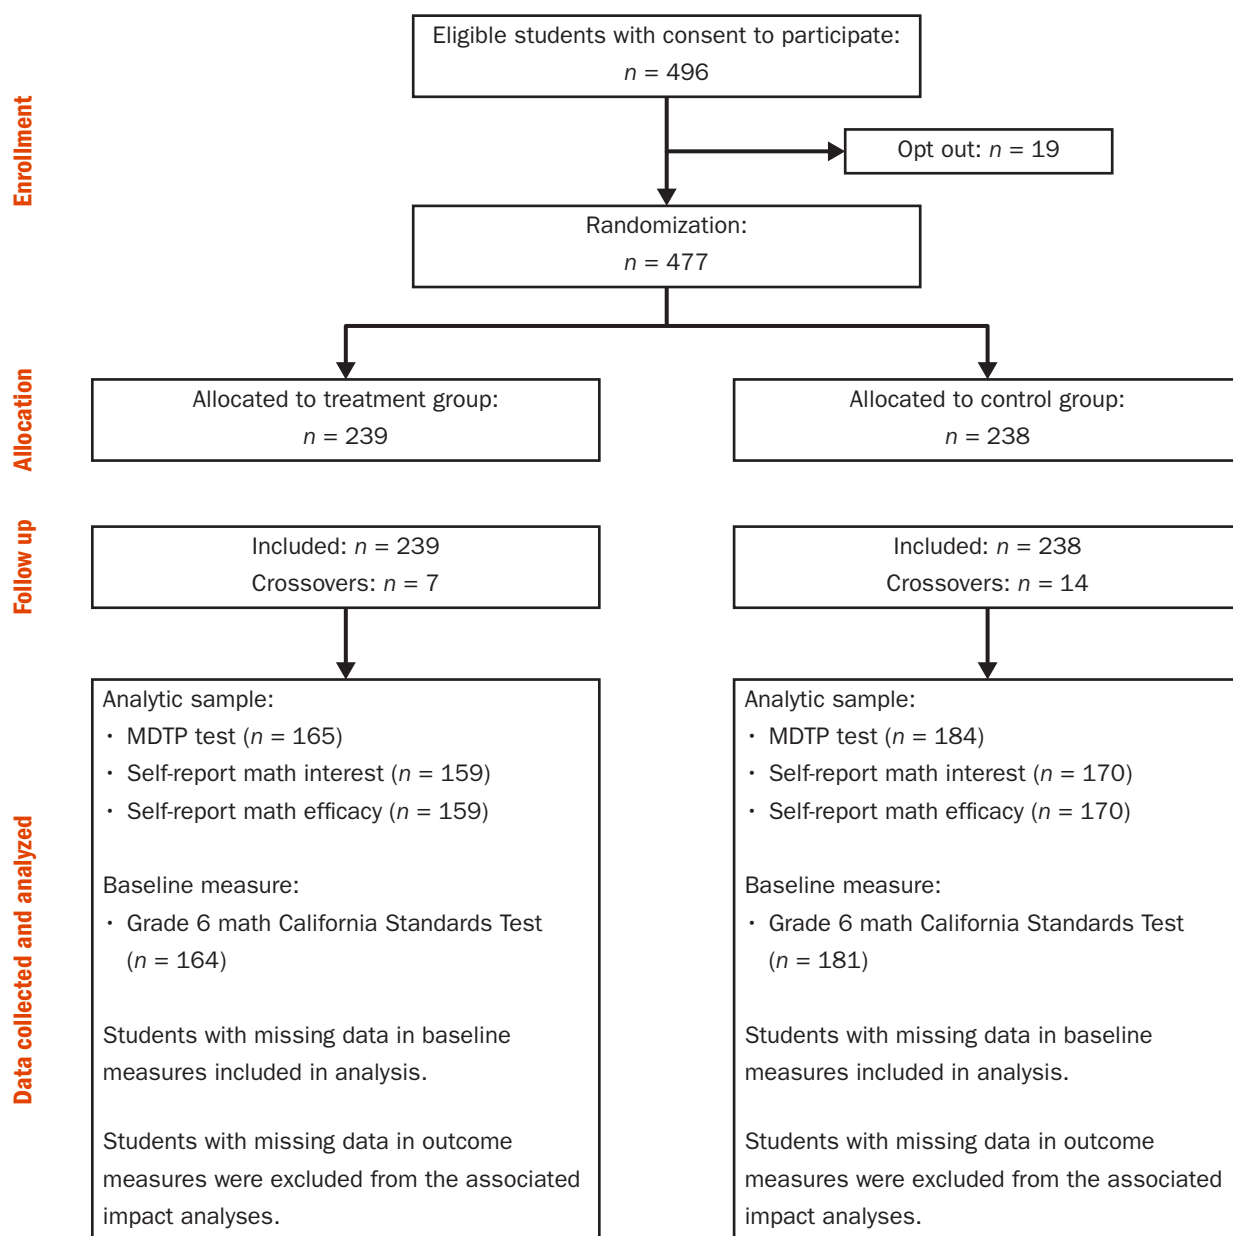 Enrollment
Eligible students with consent to participate:
n = 496
Opt out: n = 19
Randomization:
n = 477
Allocation
Allocated to treatment group:
n = 239
Allocated to control group:
n = 238
Follow up
Included: n = 239
Crossovers: n = 7
Included: n = 238
Crossovers: n = 14
Data collected and analyzed
Analytic sample:
· MDTP test (n = 165)
· Self-report math interest (n = 159)
· Self-report math efficacy (n = 159)
Baseline measure:
· Grade 6 math California Standards Test
(n = 164)
Students with missing data in baseline
measures included in analysis.
Students with missing data in outcome
measures were excluded from the associated
impact analyses.
Analytic sample:
· MDTP test (n = 184)
· Self-report math interest (n = 170)
· Self-report math efficacy (n = 170)
Baseline measure:
· Grade 6 math California Standards Test
(n = 181)
Students with missing data in baseline
measures included in analysis.
Students with missing data in outcome
measures were excluded from the associated
impact analyses.